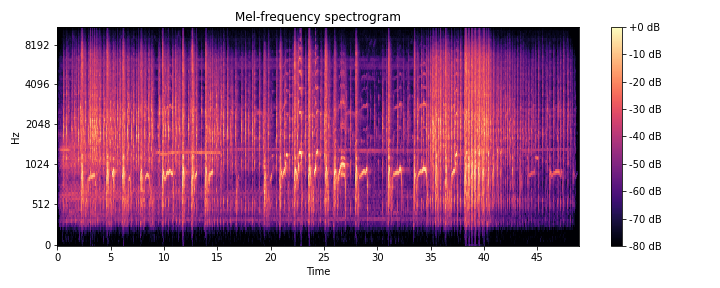 Mel-frequency spectrogram
+0 dB
8192
-10 dB
4096
-20 dB
-30 dB
2048
Hz
-40 dB
1024
-50 dB
512
-60 dB
-70 dB
0
-80 dB
0 5 10 15 20 25 30 35 40 45
Time